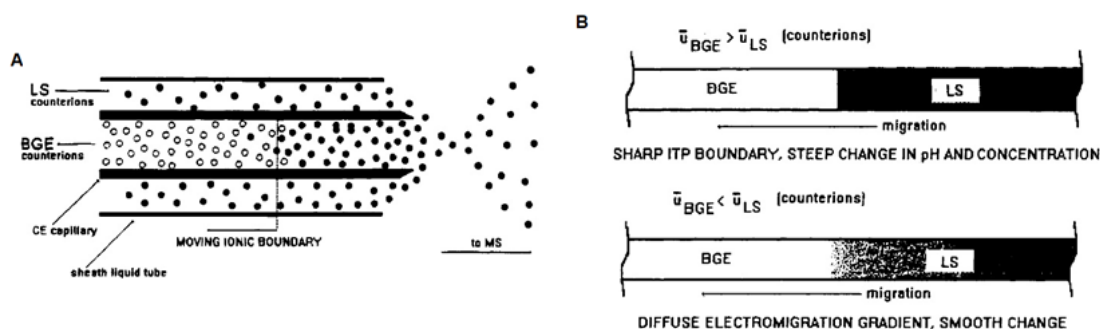 A
LS
counterions
BGE
counterions
CE capillary
MOVING IONIC BOUNDARY
sheath liquid tube
to MS
B
ū BGE > ū LS (counterions)
BGE
LS
migration
SHARP ITP BOUNDARY, STEEP CHANGE IN pH AND CONCENTRATION
ū BGE < ū LS (counterions)
BGE
LS
migration
DIFFUSE ELECTROMIGRATION GRADIENT, SMOOTH CHANGE